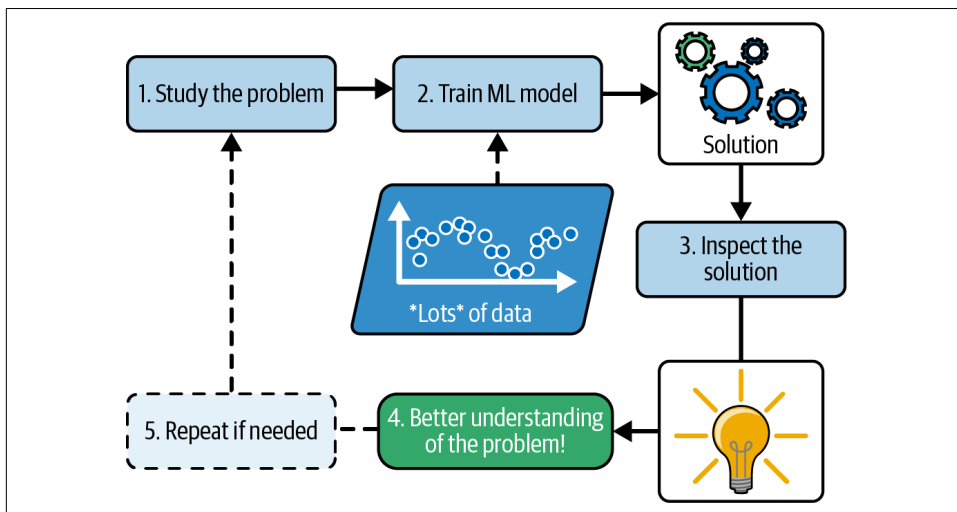 1. Study the problem
2. Train ML model
Solution
3. Inspect the
solution
*Lots* of data
4. Better understanding
of the problem!
5. Repeat if needed